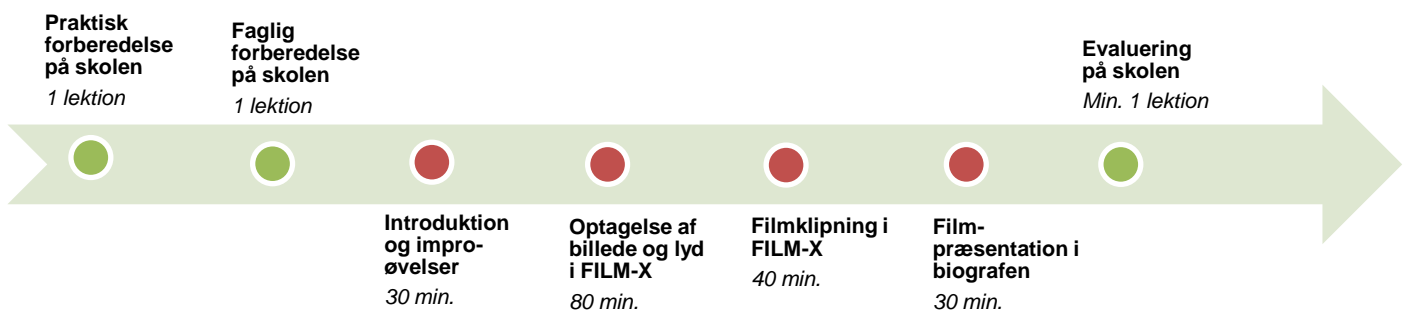 Praktisk
forberedelse
på skolen
1 lektion
Faglig
forberedelse
på skolen
1 lektion
Introduktion
og impro-
øvelser
30 min.
Optagelse af
billede og lyd
i FILM-X
80 min.
Filmklipning i
FILM-X
40 min.
Film-
præsentation i
biografen
30 min.
Evaluering
på skolen
Min. 1 lektion